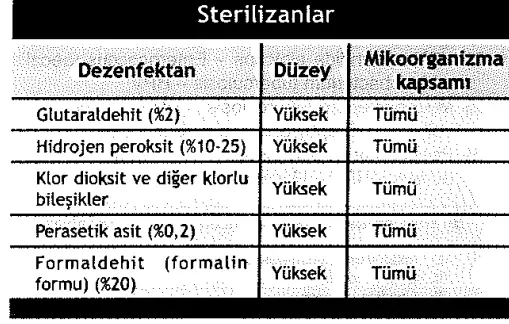 Sterilizanlar
Dezenfektan Düzey Mikoorganizma kapsamı
Glutaraldehit (%2) Yüksek Tümü
Hidrojen peroksit (%10-25) Yüksek Tümü
Klor dioksit ve diğer klorlu bileşikler Yüksek Tümü
Perasetik asit (%0,2) Yüksek Tümü
Formaldehit (formalin formu) (%20) Yüksek Tümü